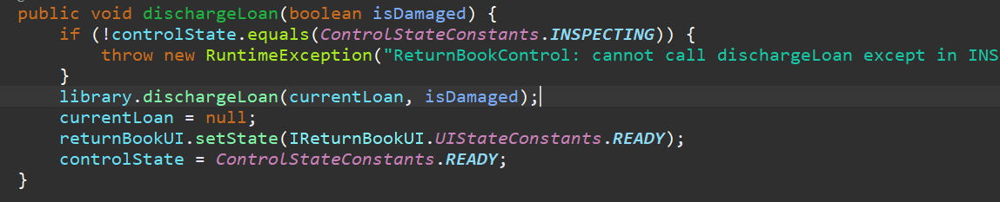 public void dischargeLoan(boolean isDamaged) {
    if (!controlState.equals(ControlStateConstants.INSPECTING)) {
        throw new RuntimeException("ReturnBookControl: cannot call dischargeLoan except in INS
    }
    library.dischargeLoan(currentLoan, isDamaged);
    currentLoan = null;
    returnBookUI.setState(IReturnBookUI.UIStateConstants.READY);
    controlState = ControlStateConstants.READY;
}